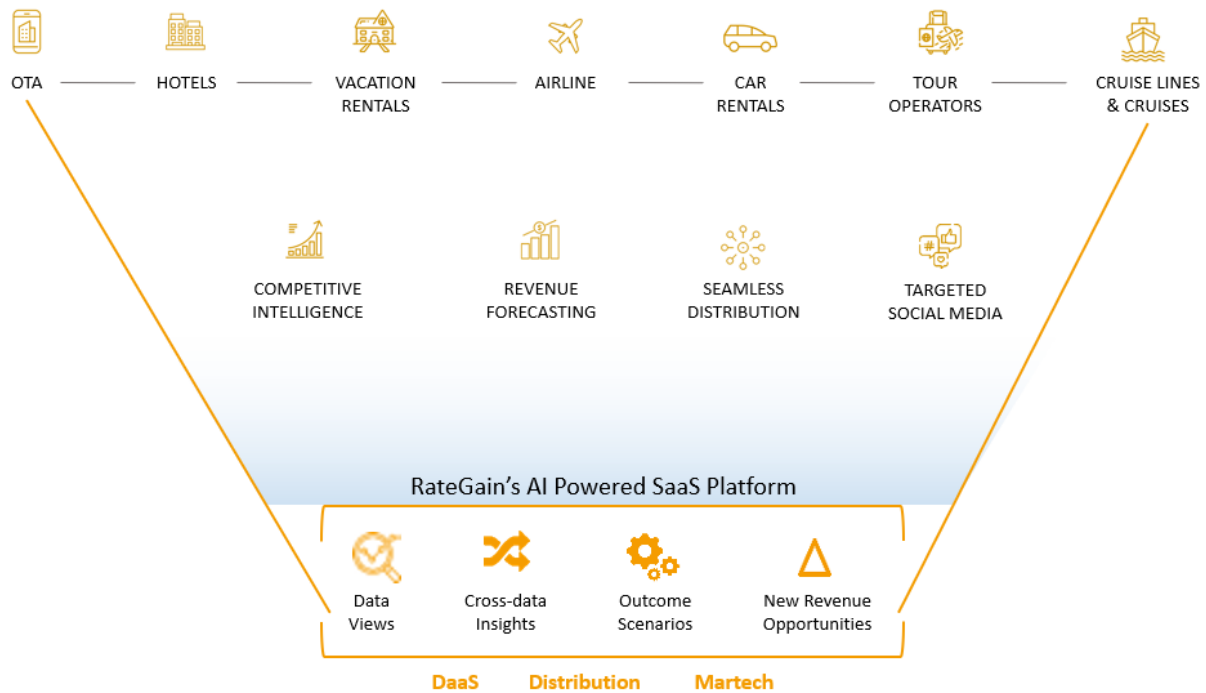 OTA
HOTELS
VACATION
RENTALS
AIRLINE
CAR
RENTALS
TOUR
OPERATORS
CRUISE LINES
& CRUISES
COMPETITIVE
INTELLIGENCE
REVENUE
FORECASTING
SEAMLESS
DISTRIBUTION
TARGETED
SOCIAL MEDIA
RateGain’s AI Powered SaaS Platform
Data
Views
Cross-data
Insights
Outcome
Scenarios
New Revenue
Opportunities
DaaS
Distribution
Martech